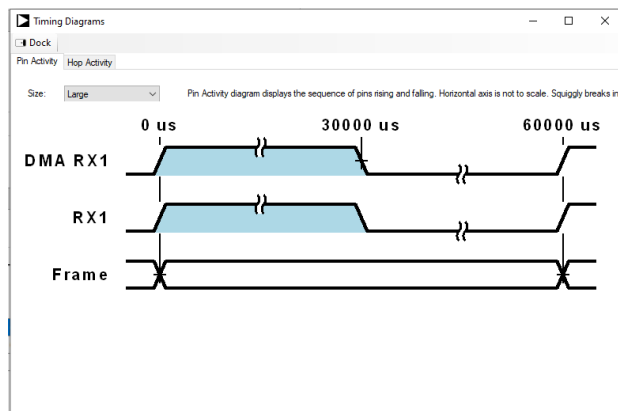 Timing Diagrams
Dock
Pin Activity Hop Activity
Size: Large Pin Activity diagram displays the sequence of pins rising and falling. Horizontal axis is not to scale. Squiggly breaks in
0 us 30000 us 60000 us
DMA RX1
RX1
Frame